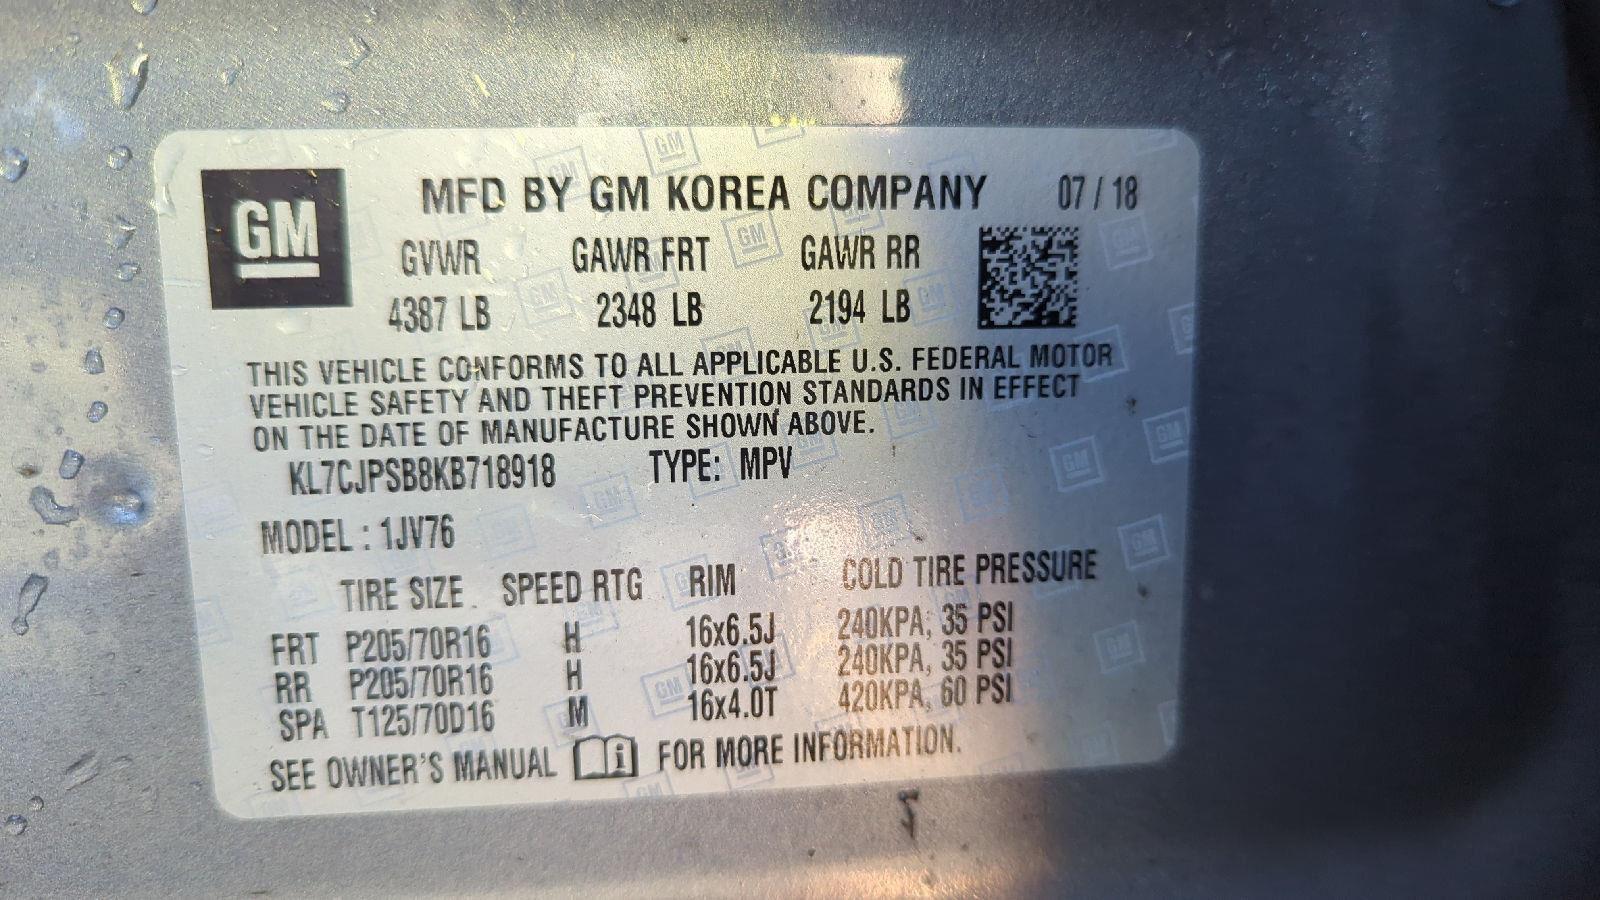 GM
MFD BY GM KOREA COMPANY 07 / 18
GVWR GAWR FRT GAWR RR
4387 LB 2348 LB 2194 LB
THIS VEHICLE CONFORMS TO ALL APPLICABLE U.S. FEDERAL MOTOR
VEHICLE SAFETY AND THEFT PREVENTION STANDARDS IN EFFECT
ON THE DATE OF MANUFACTURE SHOWN ABOVE.
KL7CJPSB8KB718918 TYPE: MPV
MODEL : 1JV76
TIRE SIZE SPEED RTG RIM COLD TIRE PRESSURE
FRT P205/70R16 H 16x6.5J 240KPA, 35 PSI
RR P205/70R16 H 16x6.5J 240KPA, 35 PSI
SPA T125/70D16 M 16x4.0T 420KPA, 60 PSI
SEE OWNER'S MANUAL i FOR MORE INFORMATION.